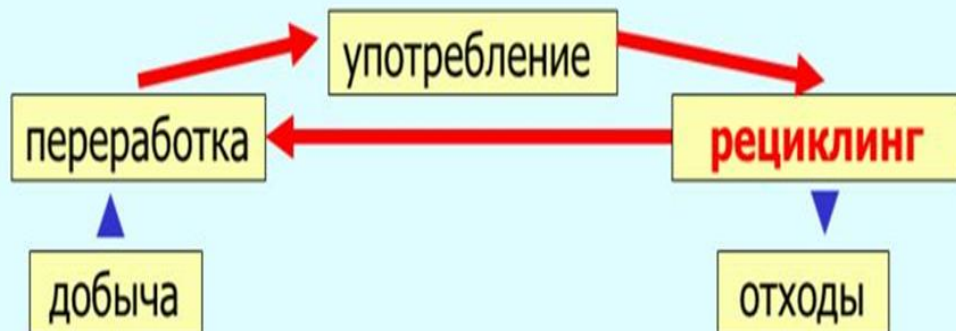 употребление
переработка
рециклинг
добыча
отходы